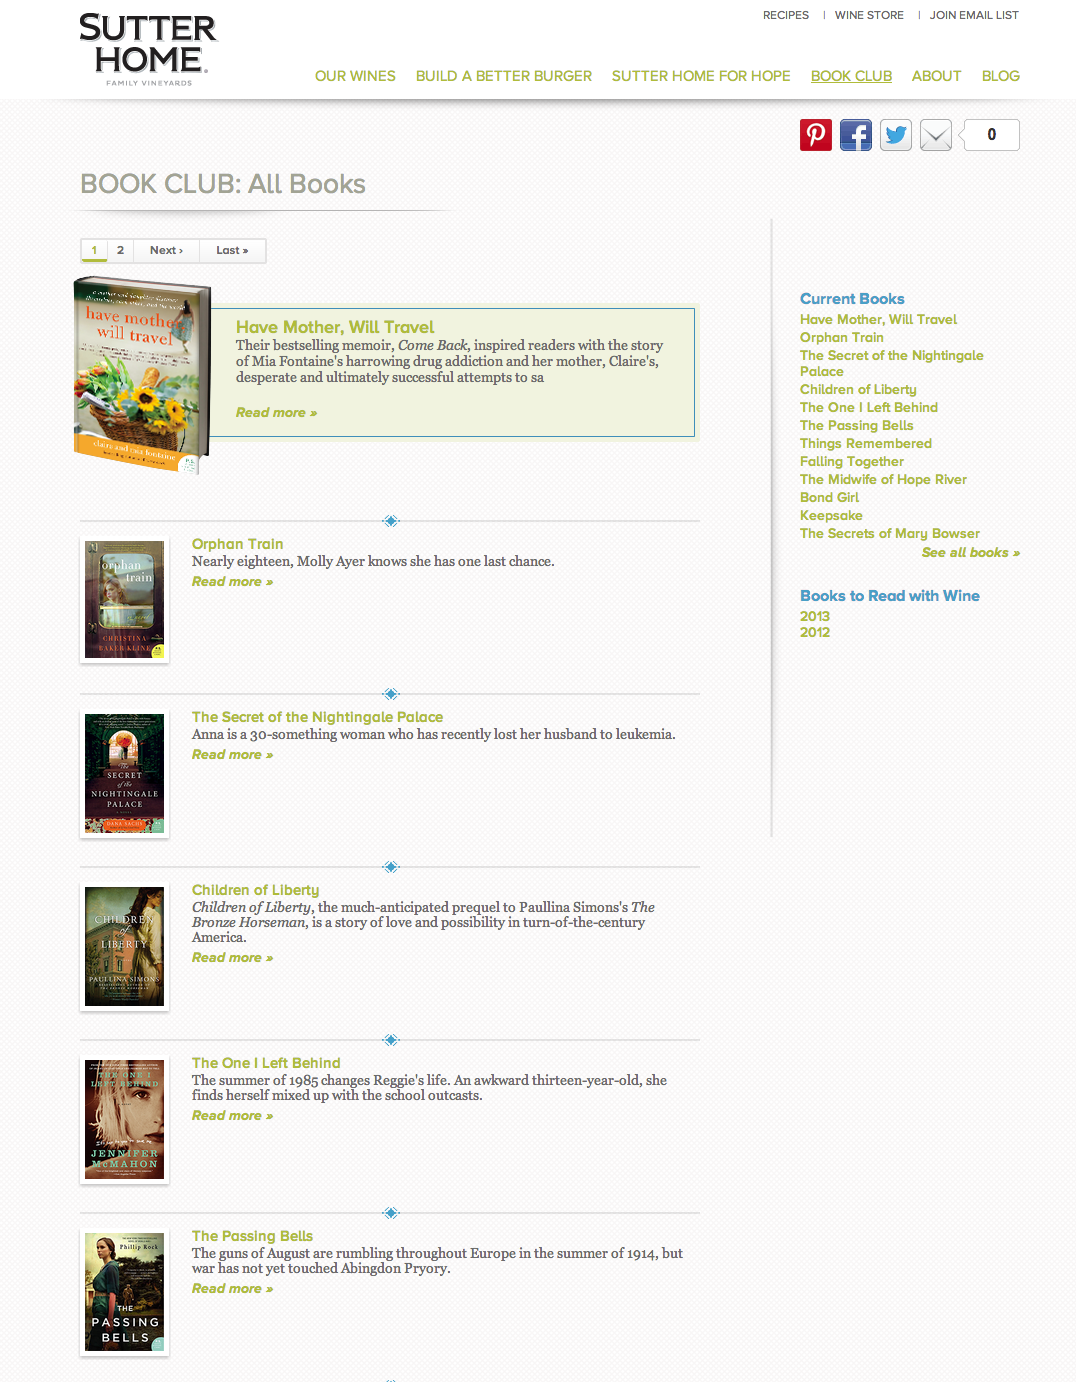 SUTTER
HOME
FAMILY VINEYARDS
RECIPES | WINE STORE | JOIN EMAIL LIST
OUR WINES BUILD A BETTER BURGER SUTTER HOME FOR HOPE BOOK CLUB ABOUT BLOG
0
BOOK CLUB: All Books
1 2 Next › Last »
have mother
will travel
claire and mia fontaine
Have Mother, Will Travel
Their bestselling memoir, Come Back, inspired readers with the story
of Mia Fontaine's harrowing drug addiction and her mother, Claire's,
desperate and ultimately successful attempts to sa
Read more »
orphan
train
CHRISTINA
BAKER KLINE
Orphan Train
Nearly eighteen, Molly Ayer knows she has one last chance.
Read more »
The
SECRET
of the
NIGHTINGALE
PALACE
DANA SACHS
The Secret of the Nightingale Palace
Anna is a 30-something woman who has recently lost her husband to leukemia.
Read more »
CHILDREN
of
LIBERTY
PAULLINA SIMONS
Children of Liberty
Children of Liberty, the much-anticipated prequel to Paullina Simons's The
Bronze Horseman, is a story of love and possibility in turn-of-the-century
America.
Read more »
THE ONE I
LEFT BEHIND
JENNIFER
McMAHON
The One I Left Behind
The summer of 1985 changes Reggie's life. An awkward thirteen-year-old, she
finds herself mixed up with the school outcasts.
Read more »
Phillip Rock
THE
PASSING
BELLS
The Passing Bells
The guns of August are rumbling throughout Europe in the summer of 1914, but
war has not yet touched Abingdon Pryory.
Read more »
Current Books
Have Mother, Will Travel
Orphan Train
The Secret of the Nightingale
Palace
Children of Liberty
The One I Left Behind
The Passing Bells
Things Remembered
Falling Together
The Midwife of Hope River
Bond Girl
Keepsake
The Secrets of Mary Bowser
See all books »
Books to Read with Wine
2013
2012